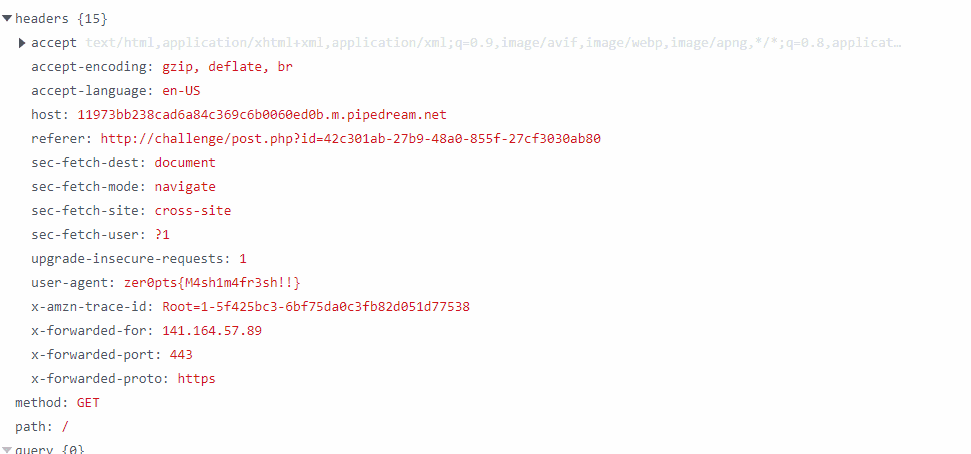 headers {15}
accept text/html,application/xhtml+xml,application/xml;q=0.9,image/avif,image/webp,image/apng,*/*;q=0.8,applicat…
accept-encoding: gzip, deflate, br
accept-language: en-US
host: 11973bb238cad6a84c369c6b0060ed0b.m.pipedream.net
referer: http://challenge/post.php?id=42c301ab-27b9-48a0-855f-27cf3030ab80
sec-fetch-dest: document
sec-fetch-mode: navigate
sec-fetch-site: cross-site
sec-fetch-user: ?1
upgrade-insecure-requests: 1
user-agent: zer0pts{M4sh1m4fr3sh!!}
x-amzn-trace-id: Root=1-5f425bc3-6bf75da0c3fb82d051d77538
x-forwarded-for: 141.164.57.89
x-forwarded-port: 443
x-forwarded-proto: https
method: GET
path: /
query {0}